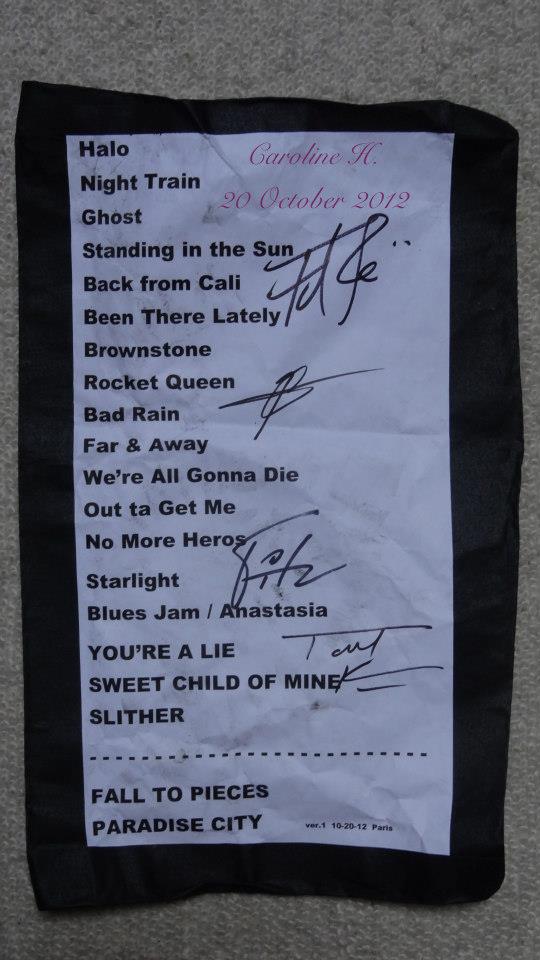 Halo
Caroline H.
Night Train
20 October 2012
Ghost
Standing in the Sun
Back from Cali
Been There Lately
Brownstone
Rocket Queen
Bad Rain
Far & Away
We're All Gonna Die
Out ta Get Me
No More Heros
Fitz
Starlight
Blues Jam / Anastasia
YOU'RE A LIE
SWEET CHILD OF MINE
SLITHER
FALL TO PIECES
PARADISE CITY
ver.1 10-20-12 Paris